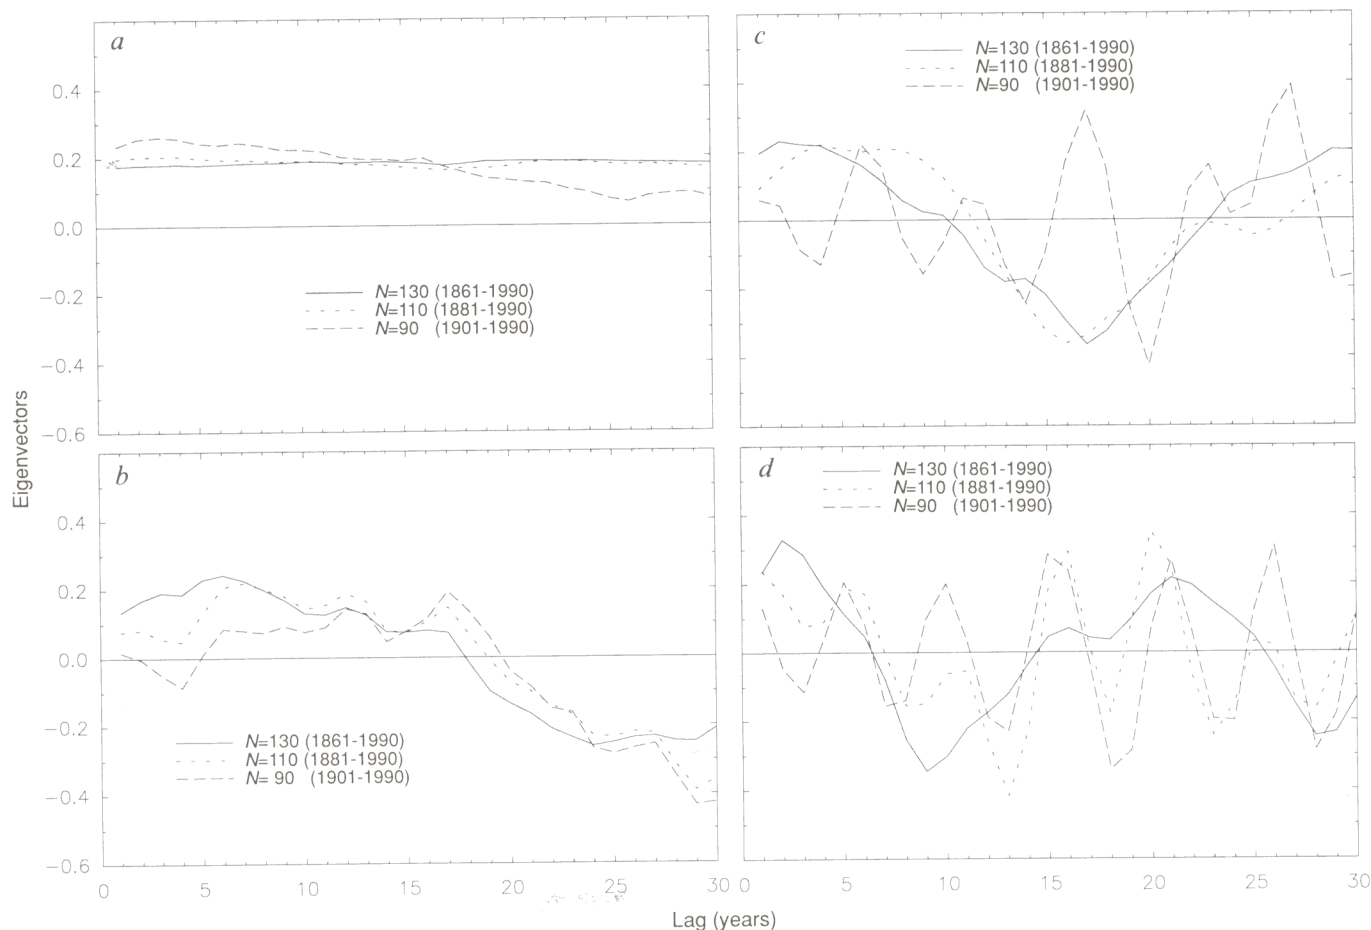 a
0.4
0.2
0.0
−0.2
−0.4
−0.6
N=130 (1861-1990)
N=110 (1881-1990)
N=90 (1901-1990)
c
N=130 (1861-1990)
N=110 (1881-1990)
N=90 (1901-1990)
Eigenvectors
b
0.4
0.2
0.0
−0.2
−0.4
−0.6
N=130 (1861-1990)
N=110 (1881-1990)
N= 90 (1901-1990)
0 5 10 15 20 25 30
d
N=130 (1861-1990)
N=110 (1881-1990)
N=90 (1901-1990)
5 10 15 20 25 30
Lag (years)